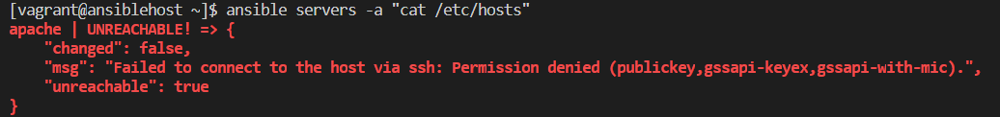 [vagrant@ansiblehost ~]$ ansible servers -a "cat /etc/hosts"
apache | UNREACHABLE! => {
    "changed": false,
    "msg": "Failed to connect to the host via ssh: Permission denied (publickey,gssapi-keyex,gssapi-with-mic).",
    "unreachable": true
}